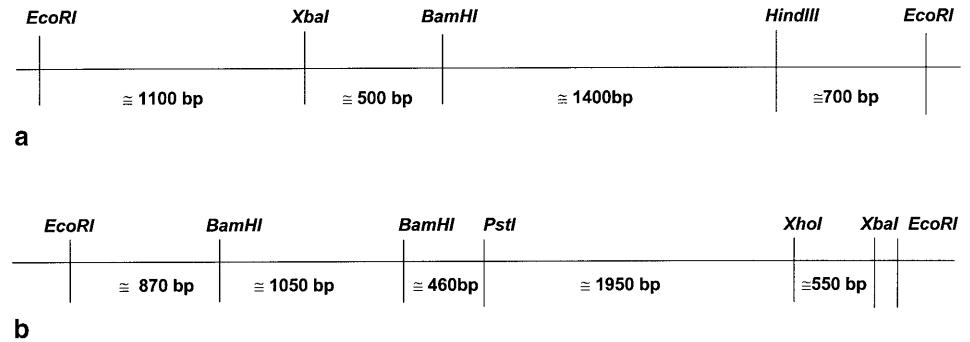 EcoRI XbaI BamHI HindIII EcoRI
≅ 1100 bp ≅ 500 bp ≅ 1400bp ≅700 bp
a
EcoRI BamHI BamHI PstI XhoI XbaI EcoRI
≅ 870 bp ≅ 1050 bp ≅ 460bp ≅ 1950 bp ≅550 bp
b